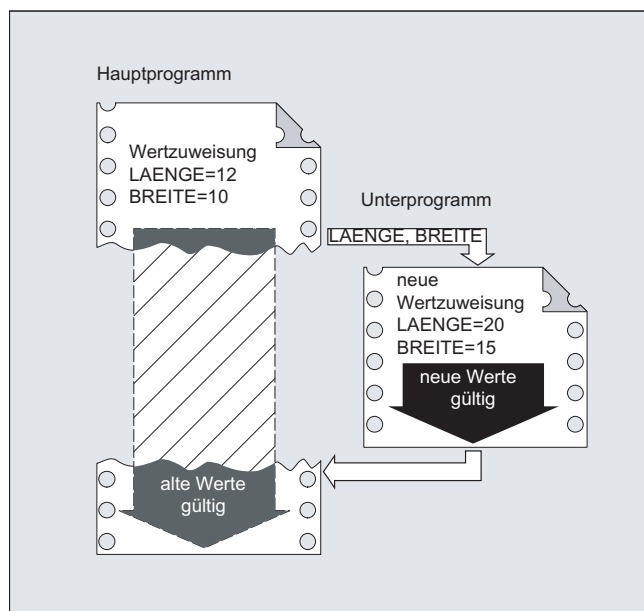 Hauptprogramm
Wertzuweisung
LAENGE=12
BREITE=10
Unterprogramm
LAENGE, BREITE
neue
Wertzuweisung
LAENGE=20
BREITE=15
neue Werte
gültig
alte Werte
gültig